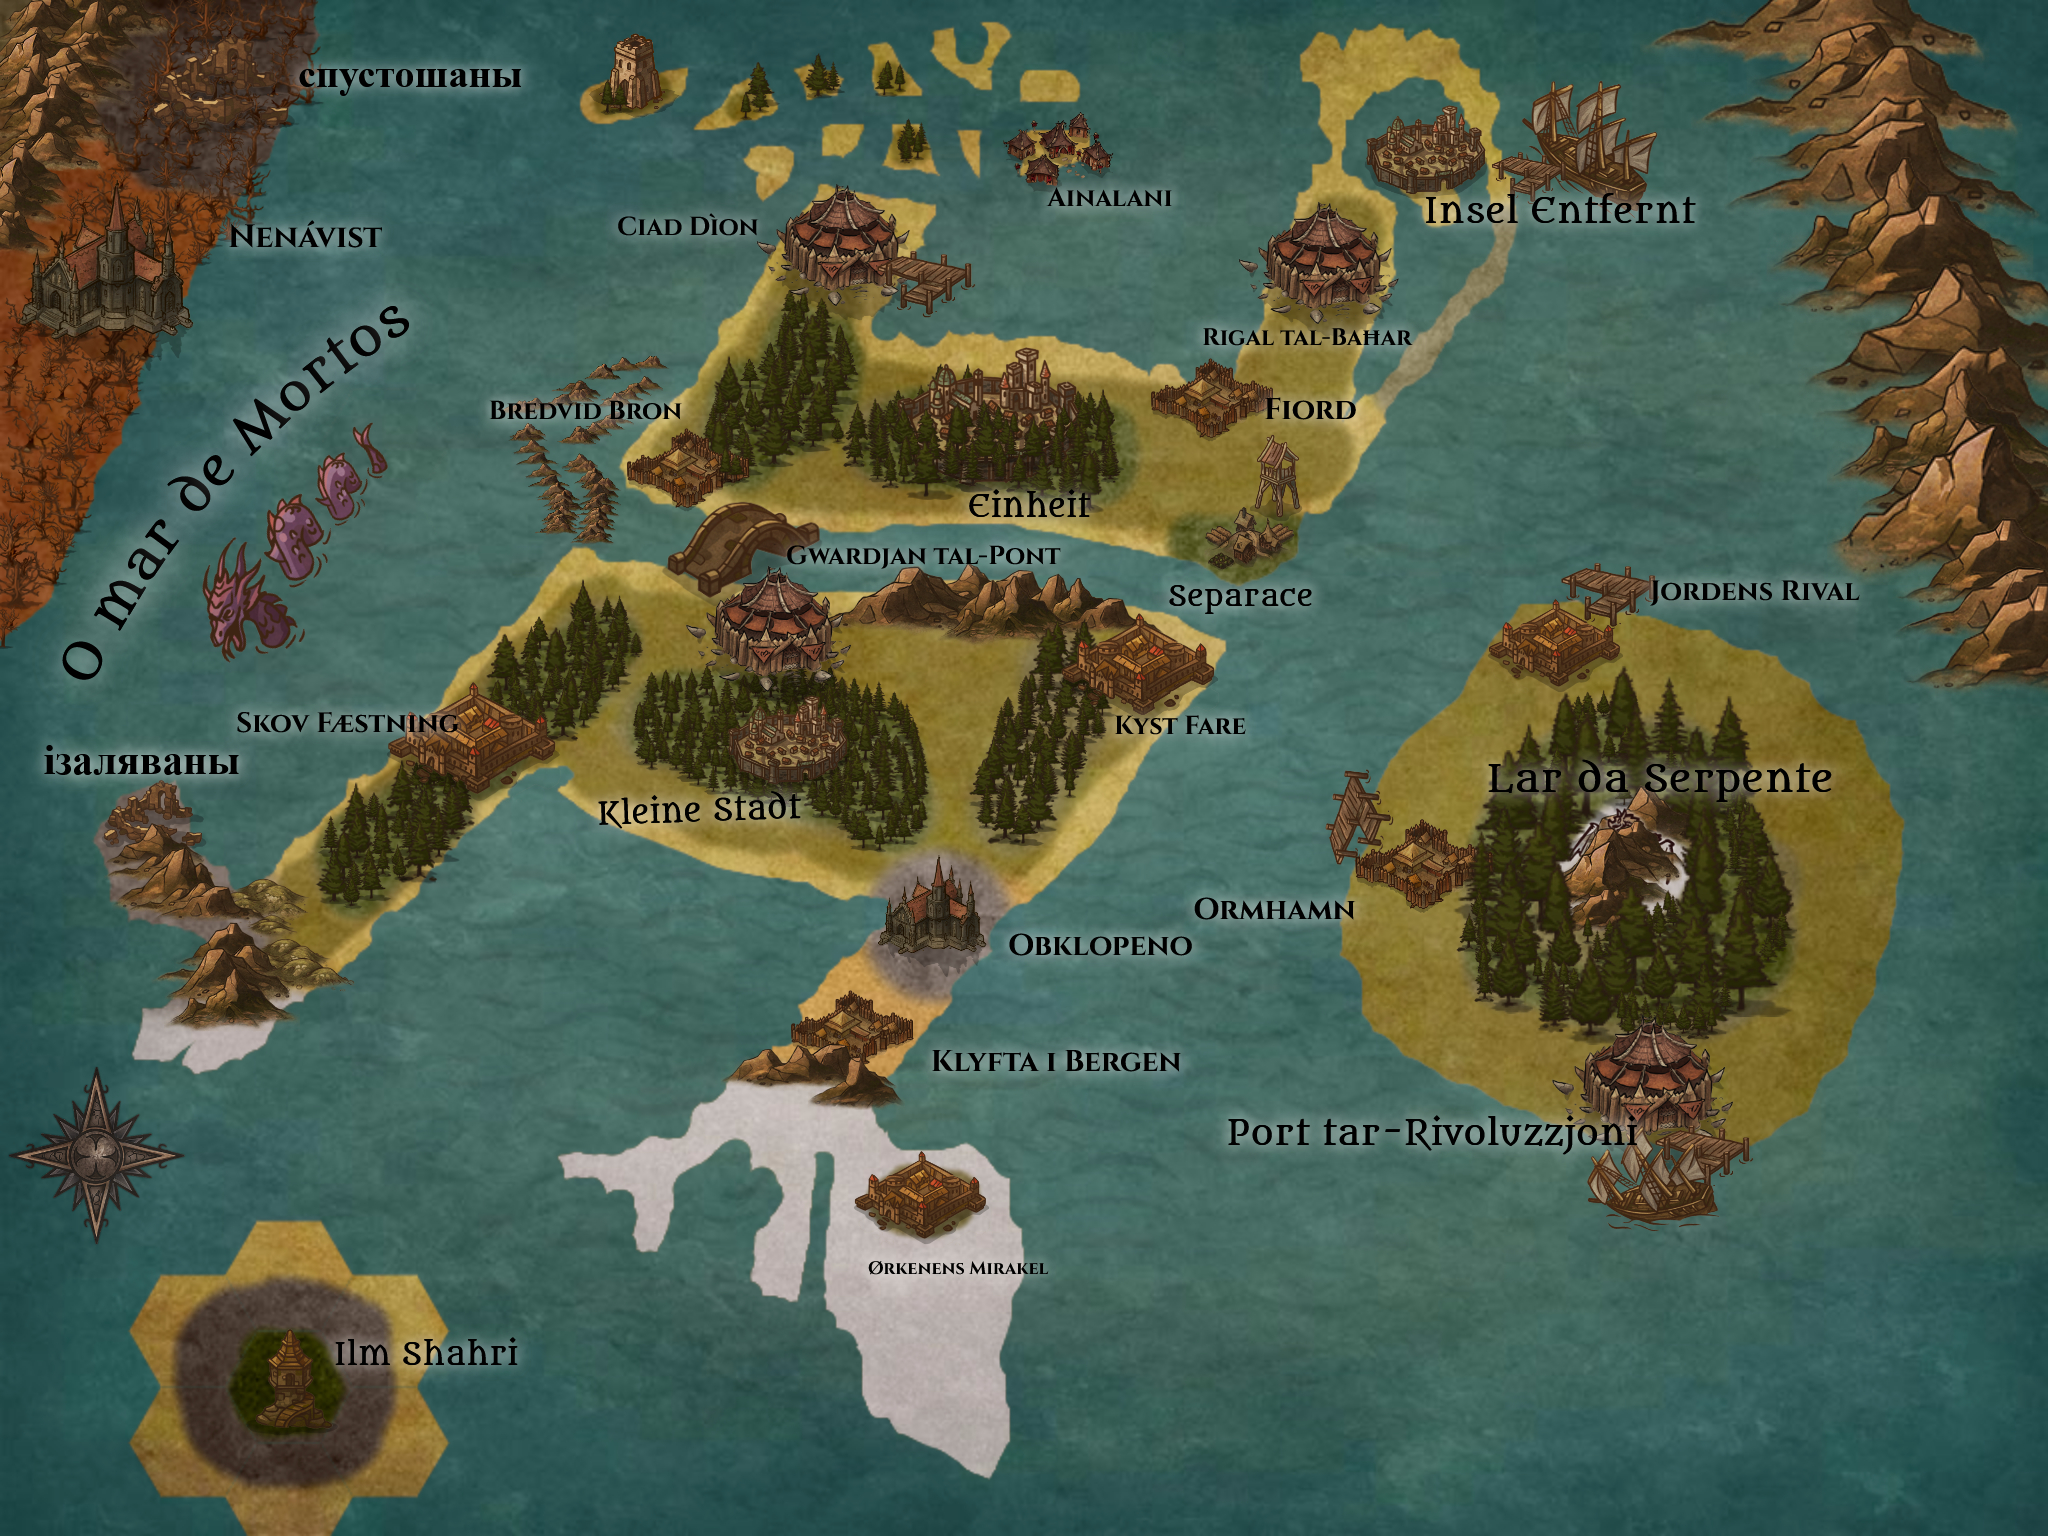 спустошаны
Ainalani
Insel Entfernt
Ciad Dìon
Nenávist
Rigal tal-Baħar
Bredvid Bron
Fiord
O mar de Mortos
Einheit
Gwardjan tal-Pont
Separace
Jordens Rival
Skov Fæstning
Kyst Fare
ізаляваны
Lar da Serpente
Kleine Stadt
Ormhamn
Obklopeno
Klyfta i Bergen
Port tar-Rivoluzzjoni
Ørkenens Mirakel
Ilm Shahri